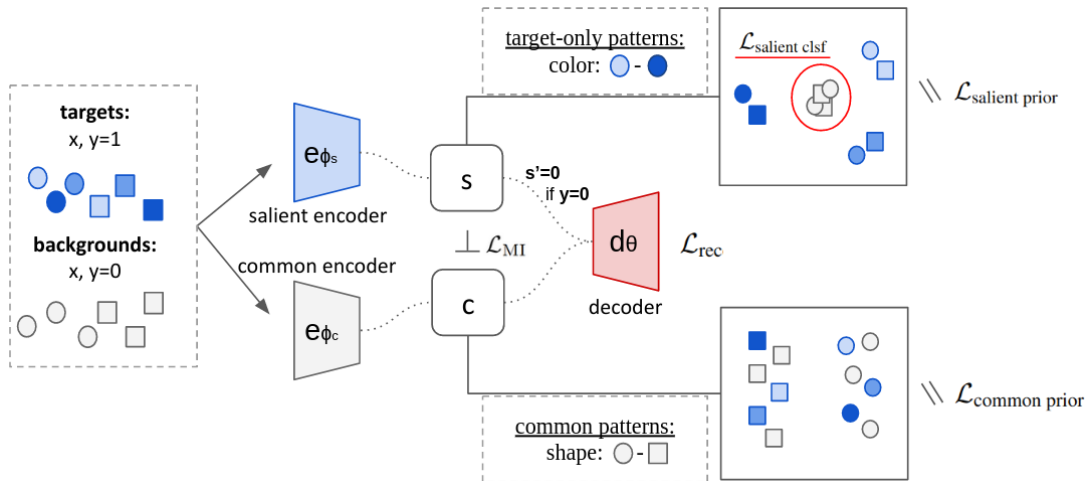 targets:
x, y=1
backgrounds:
x, y=0
eϕs
salient encoder
common encoder
eϕc
target-only patterns:
color: -
s
⊥ ℒMI
c
s'=0
if y=0
dθ
decoder
ℒrec
common patterns:
shape: -
ℒsalient clsf
\\ ℒsalient prior
\\ ℒcommon prior